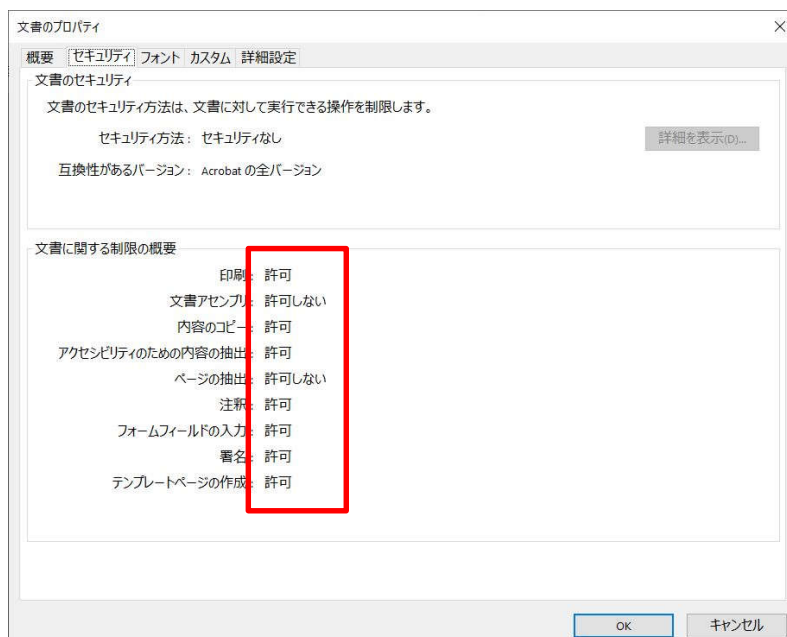 文書のプロパティ
概要 セキュリティ フォント カスタム 詳細設定
文書のセキュリティ
文書のセキュリティ方法は、文書に対して実行できる操作を制限します。
セキュリティ方法： セキュリティなし 詳細を表示(D)...
互換性があるバージョン： Acrobat の全バージョン
文書に関する制限の概要
印刷： 許可
文書アセンブリ： 許可しない
内容のコピー： 許可
アクセシビリティのための内容の抽出： 許可
ページの抽出： 許可しない
注釈： 許可
フォームフィールドの入力： 許可
署名： 許可
テンプレートページの作成： 許可
OK キャンセル